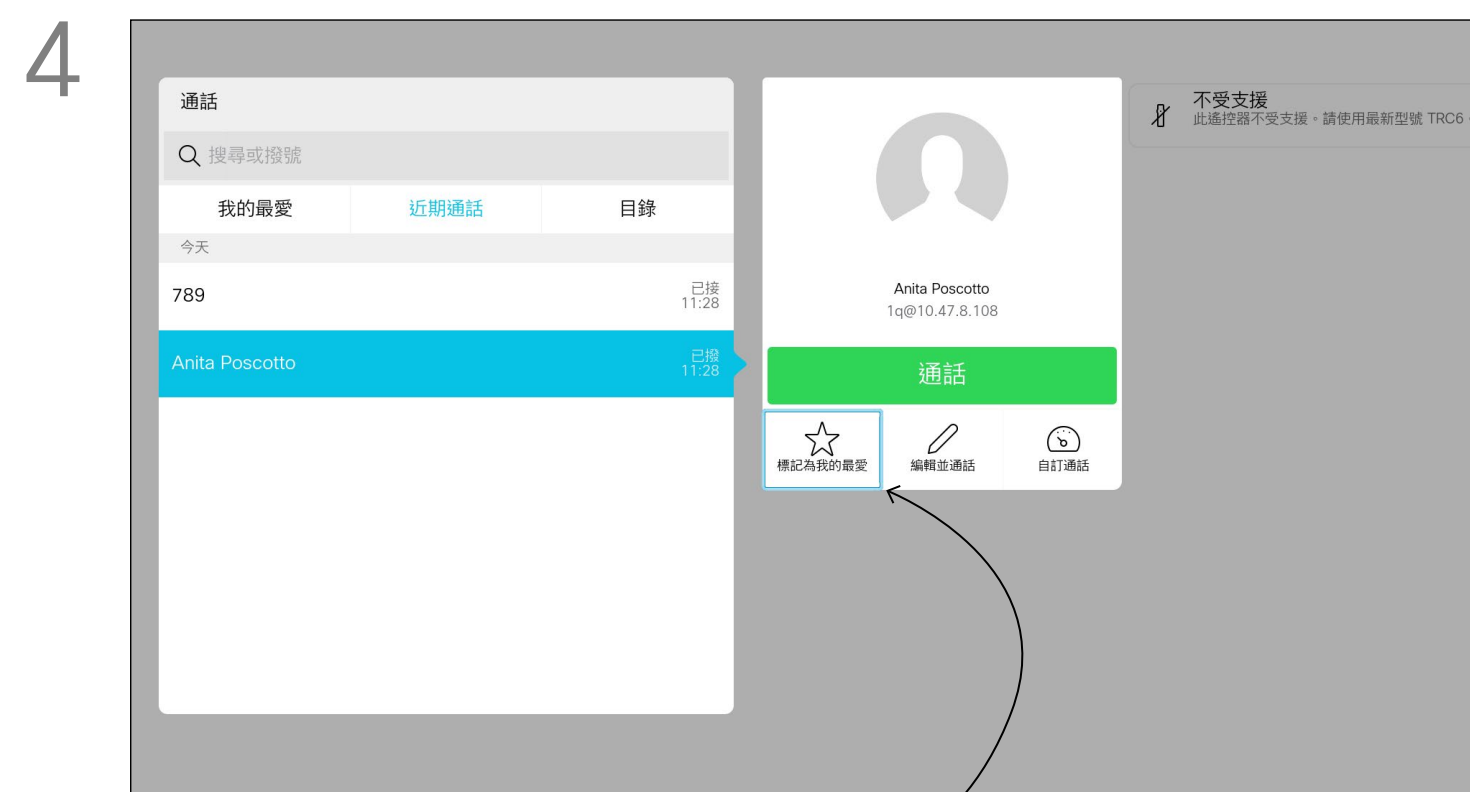 4
通話
搜尋或撥號
我的最愛 近期通話 目錄
今天
789 已接
11:28
Anita Poscotto 已撥
11:28
Anita Poscotto
1q@10.47.8.108
通話
標記為我的最愛 編輯並通話 自訂通話
不受支援
此遙控器不受支援。請使用最新型號 TRC6。